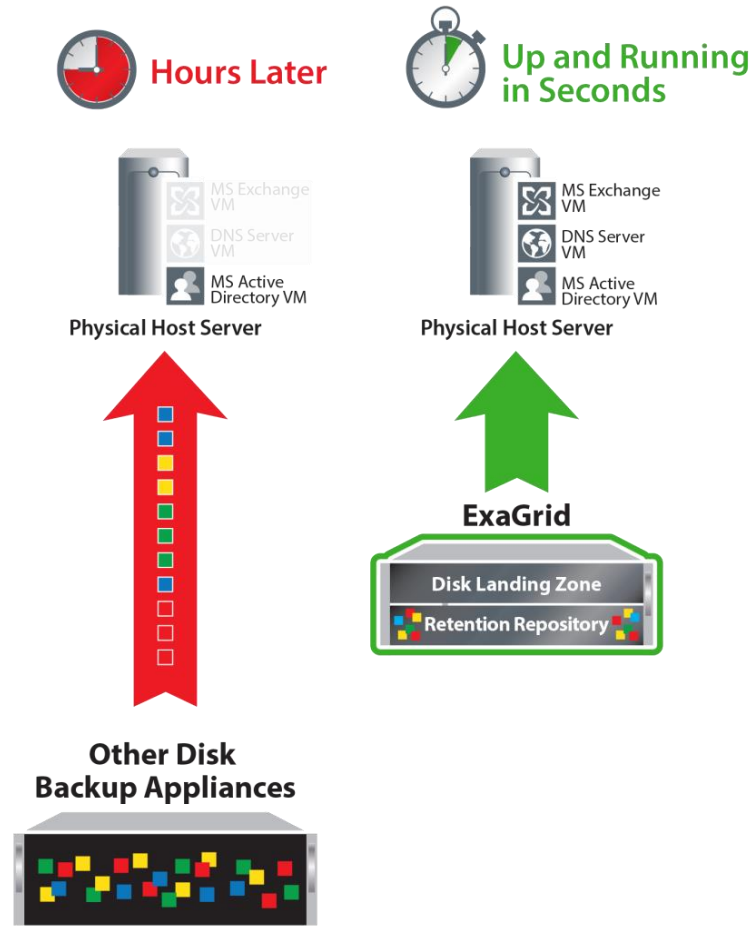 Hours Later
MS Exchange
VM
DNS Server
VM
MS Active
Directory VM
Physical Host Server
Other Disk
Backup Appliances
Up and Running
in Seconds
MS Exchange
VM
DNS Server
VM
MS Active
Directory VM
Physical Host Server
ExaGrid
Disk Landing Zone
Retention Repository